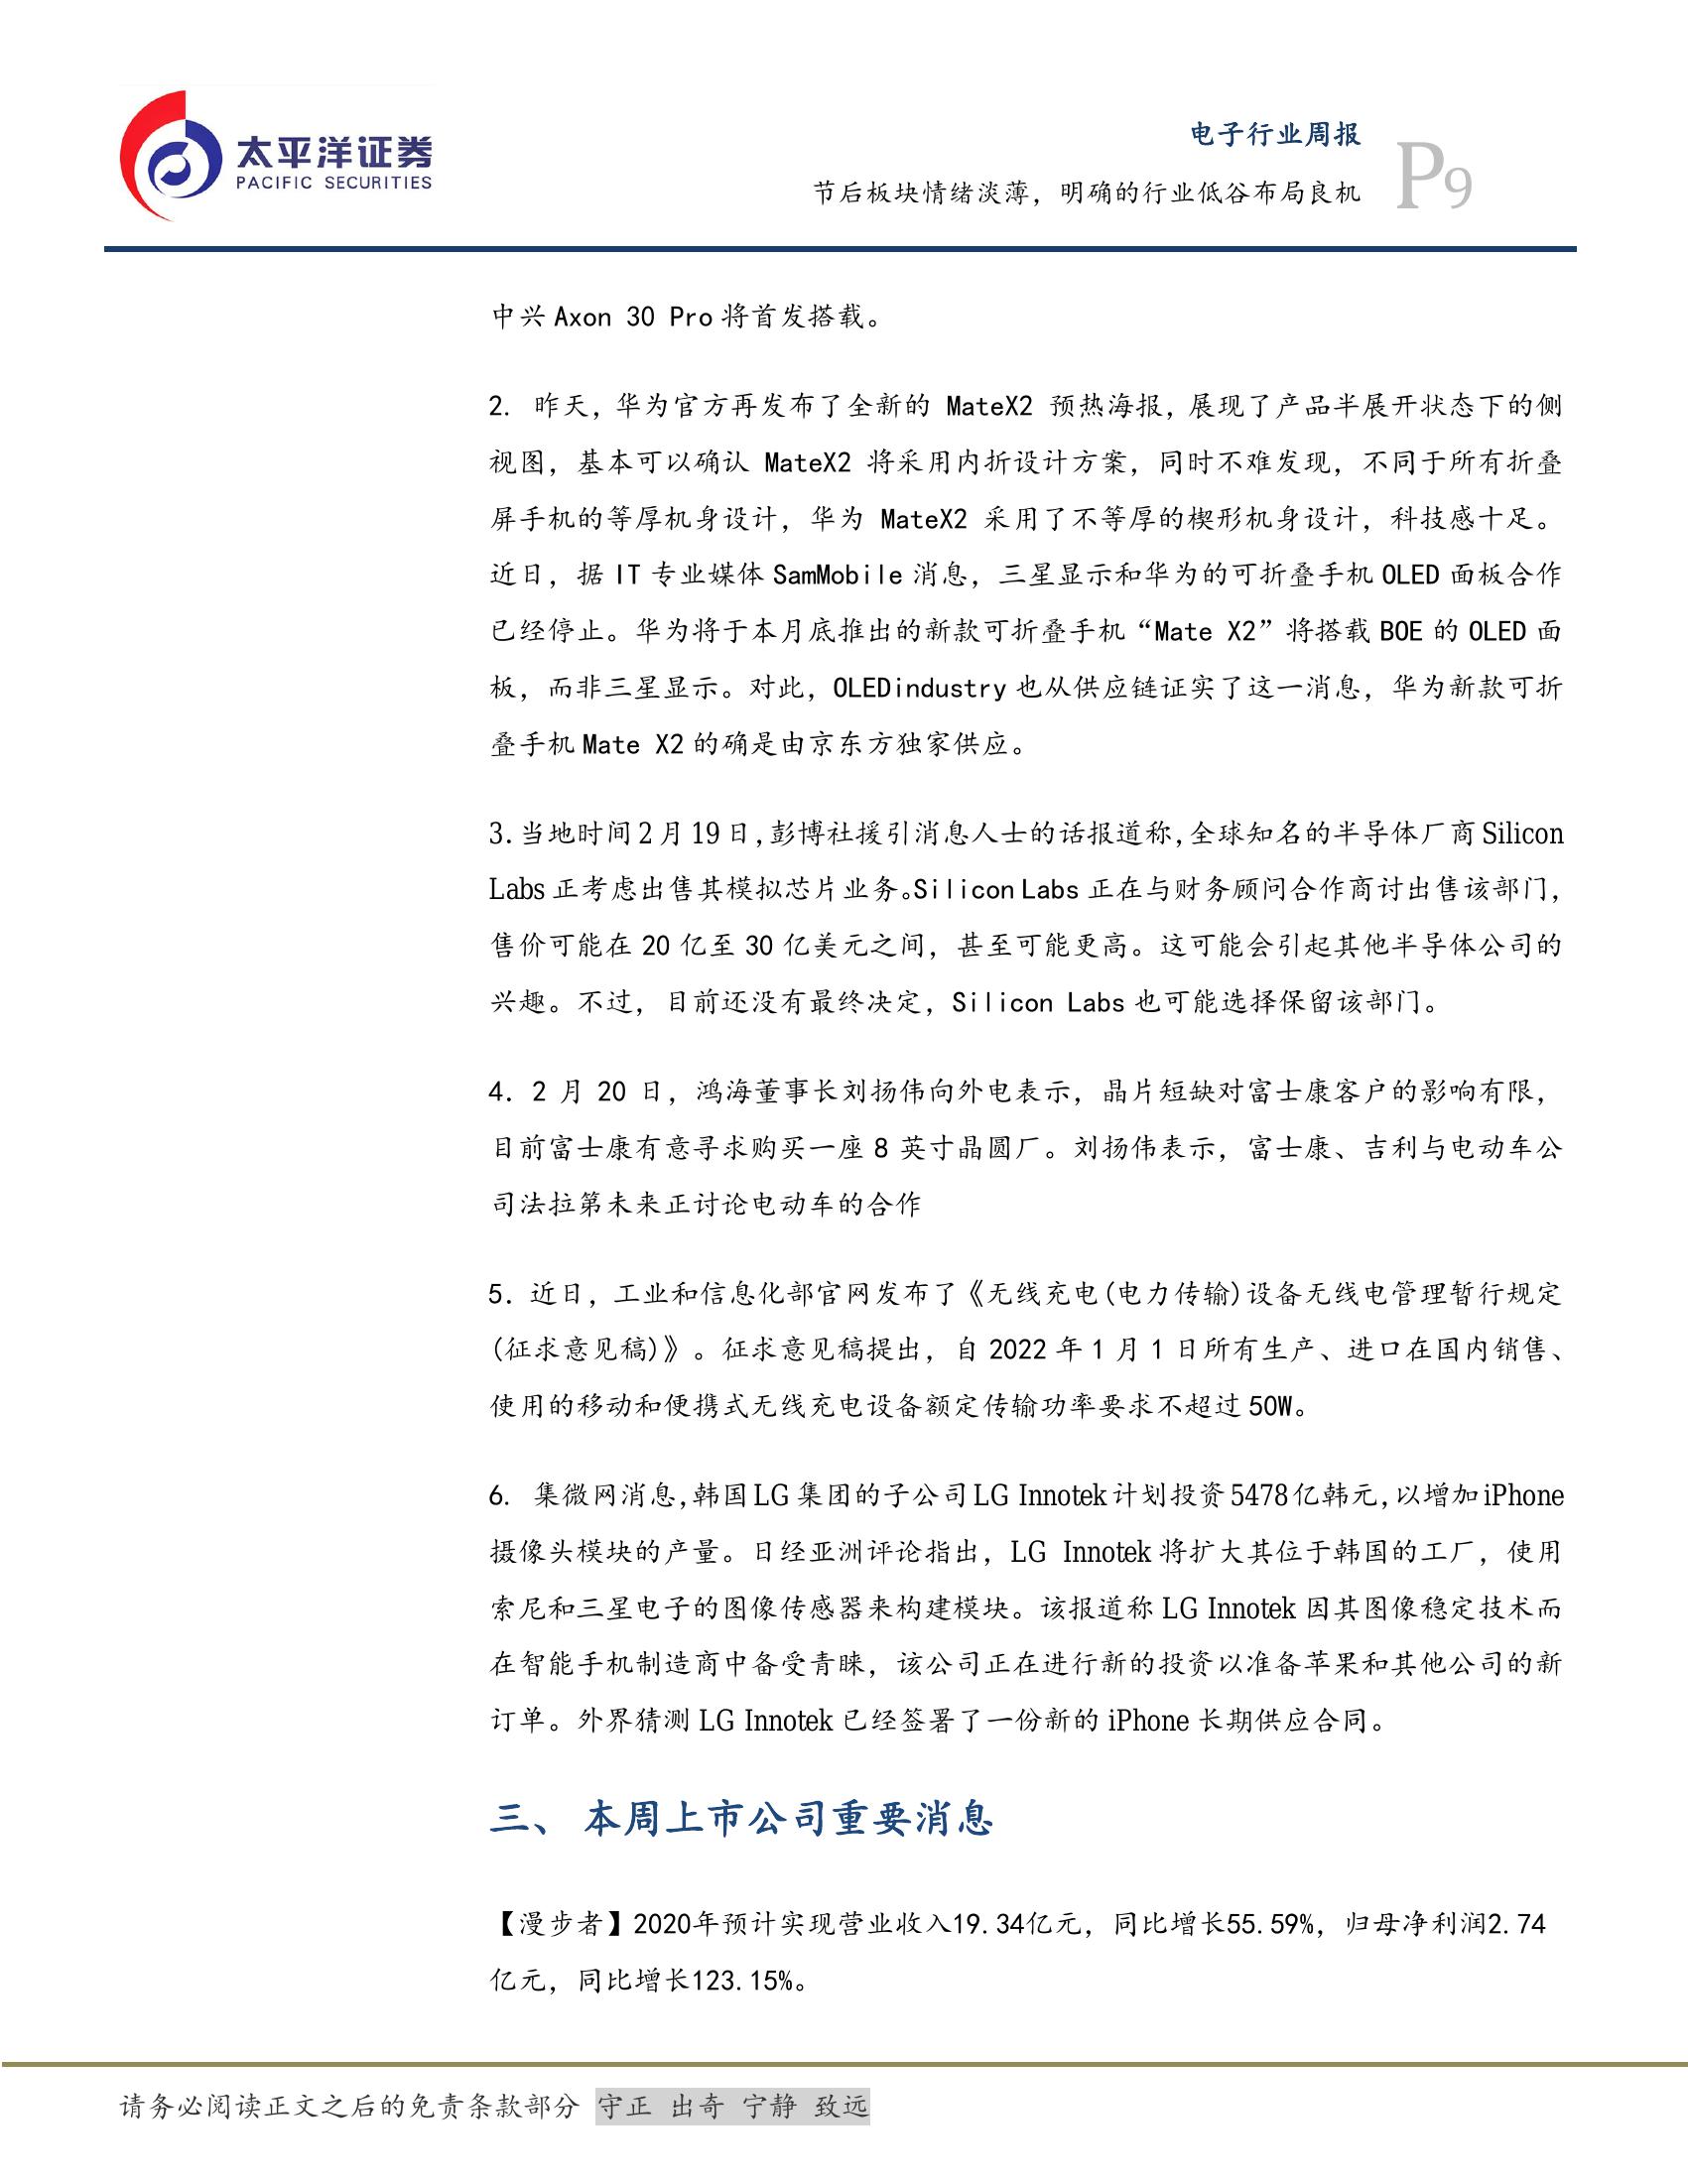 太平洋证券
PACIFIC SECURITIES
电子行业周报
节后板块情绪淡薄，明确的行业低谷布局良机
P9
中兴 Axon 30 Pro 将首发搭载。
2. 昨天，华为官方再发布了全新的 MateX2 预热海报，展现了产品半展开状态下的侧
视图，基本可以确认 MateX2 将采用内折设计方案，同时不难发现，不同于所有折叠
屏手机的等厚机身设计，华为 MateX2 采用了不等厚的楔形机身设计，科技感十足。
近日，据 IT 专业媒体 SamMobile 消息，三星显示和华为的可折叠手机 OLED 面板合作
已经停止。华为将于本月底推出的新款可折叠手机“Mate X2”将搭载 BOE 的 OLED 面
板，而非三星显示。对此，OLEDindustry 也从供应链证实了这一消息，华为新款可折
叠手机 Mate X2 的确是由京东方独家供应。
3. 当地时间 2 月 19 日，彭博社援引消息人士的话报道称，全球知名的半导体厂商 Silicon
Labs 正考虑出售其模拟芯片业务。Silicon Labs 正在与财务顾问合作商讨出售该部门，
售价可能在 20 亿至 30 亿美元之间，甚至可能更高。这可能会引起其他半导体公司的
兴趣。不过，目前还没有最终决定，Silicon Labs 也可能选择保留该部门。
4. 2 月 20 日，鸿海董事长刘扬伟向外电表示，晶片短缺对富士康客户的影响有限，
目前富士康有意寻求购买一座 8 英寸晶圆厂。刘扬伟表示，富士康、吉利与电动车公
司法拉第未来正讨论电动车的合作
5. 近日，工业和信息化部官网发布了《无线充电(电力传输)设备无线电管理暂行规定
(征求意见稿)》。征求意见稿提出，自 2022 年 1 月 1 日所有生产、进口在国内销售、
使用的移动和便携式无线充电设备额定传输功率要求不超过 50W。
6. 集微网消息，韩国 LG 集团的子公司 LG Innotek 计划投资 5478 亿韩元，以增加 iPhone
摄像头模块的产量。日经亚洲评论指出，LG Innotek 将扩大其位于韩国的工厂，使用
索尼和三星电子的图像传感器来构建模块。该报道称 LG Innotek 因其图像稳定技术而
在智能手机制造商中备受青睐，该公司正在进行新的投资以准备苹果和其他公司的新
订单。外界猜测 LG Innotek 已经签署了一份新的 iPhone 长期供应合同。
三、 本周上市公司重要消息
【漫步者】2020年预计实现营业收入19.34亿元，同比增长55.59%，归母净利润2.74
亿元，同比增长123.15%。
请务必阅读正文之后的免责条款部分 守正 出奇 宁静 致远